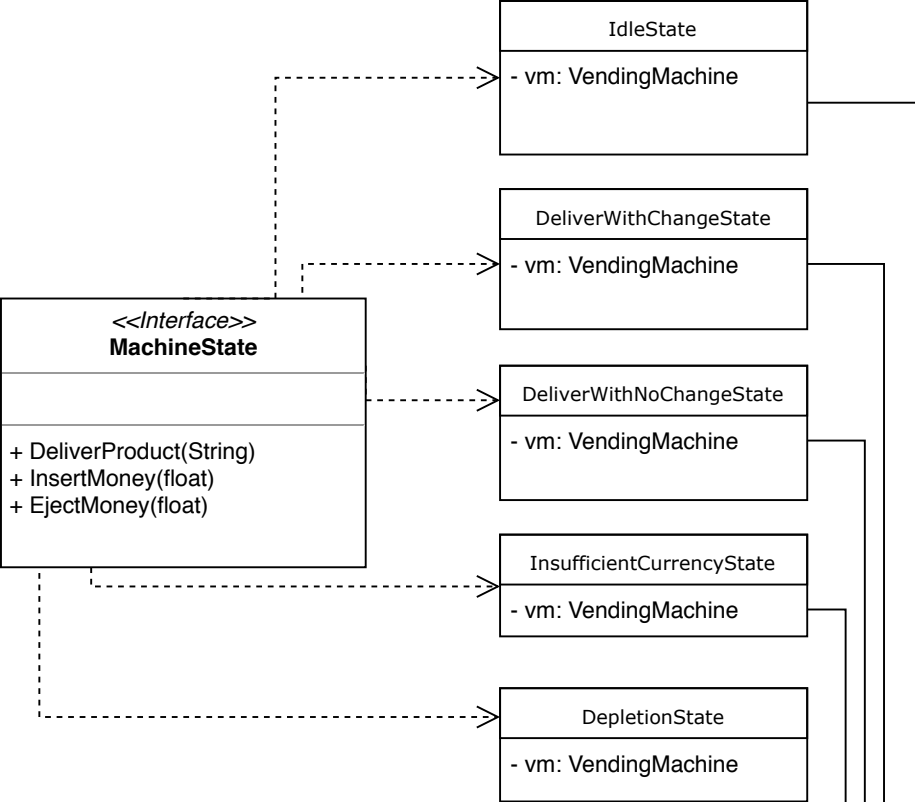 IdleState
- vm: VendingMachine
DeliverWithChangeState
- vm: VendingMachine
<<Interface>>
MachineState
+ DeliverProduct(String)
+ InsertMoney(float)
+ EjectMoney(float)
DeliverWithNoChangeState
- vm: VendingMachine
InsufficientCurrencyState
- vm: VendingMachine
DepletionState
- vm: VendingMachine